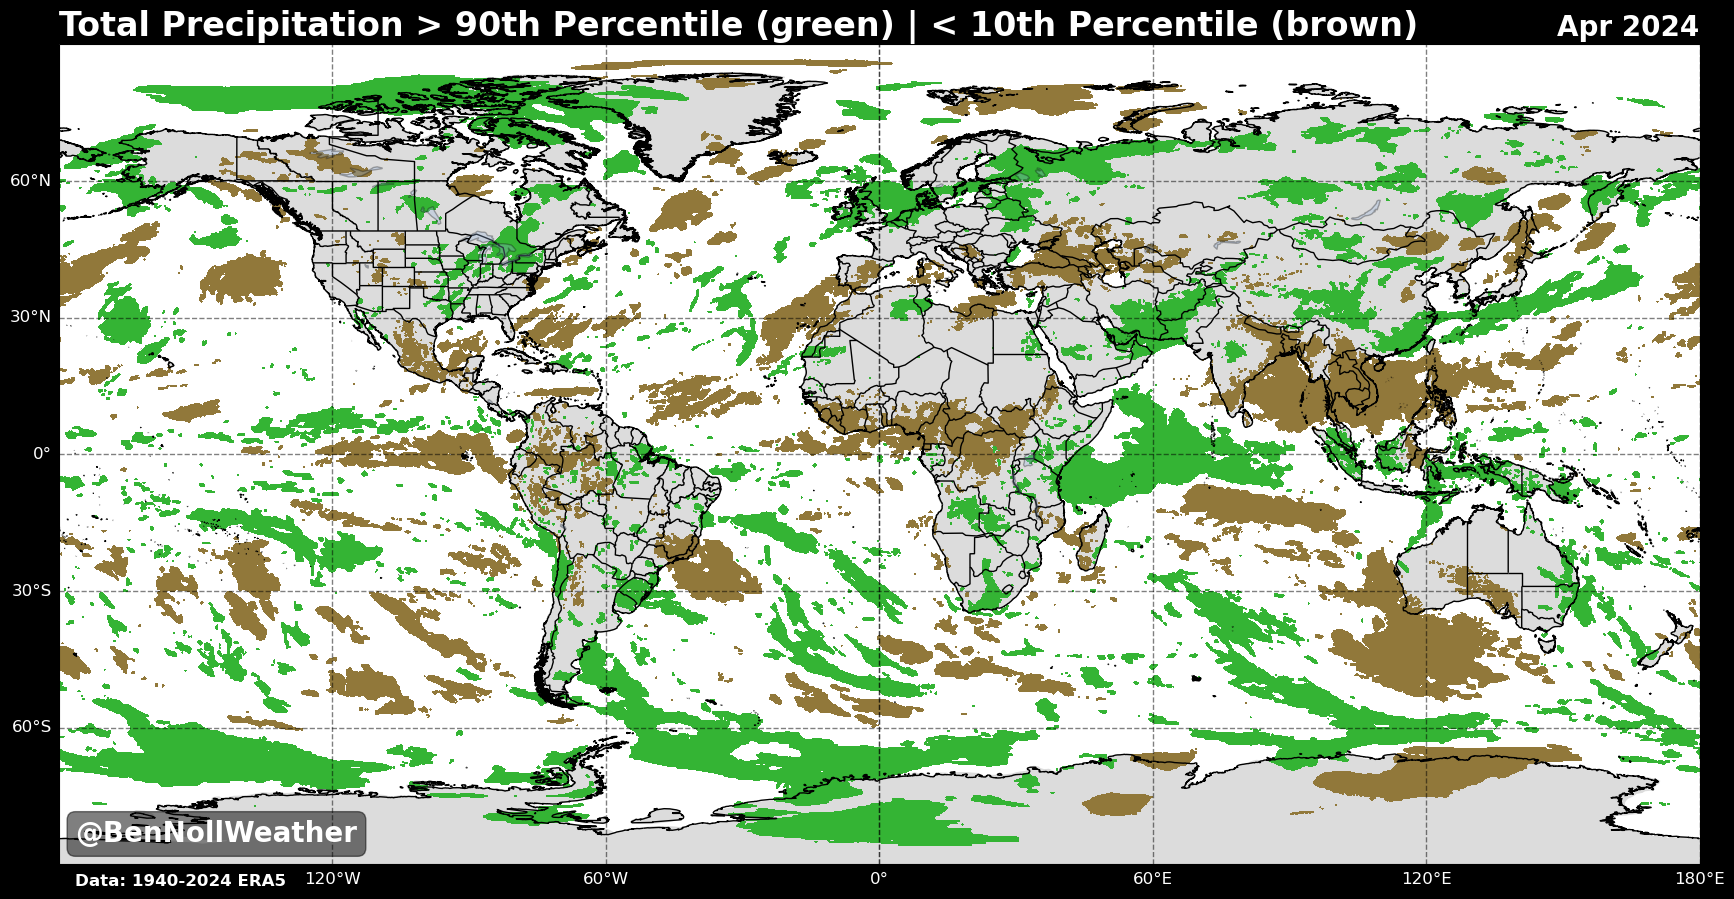 Total Precipitation > 90th Percentile (green) | < 10th Percentile (brown)
Apr 2024
60°N
30°N
0°
30°S
60°S
@BenNollWeather
Data: 1940-2024 ERA5
120°W
60°W
0°
60°E
120°E
180°E